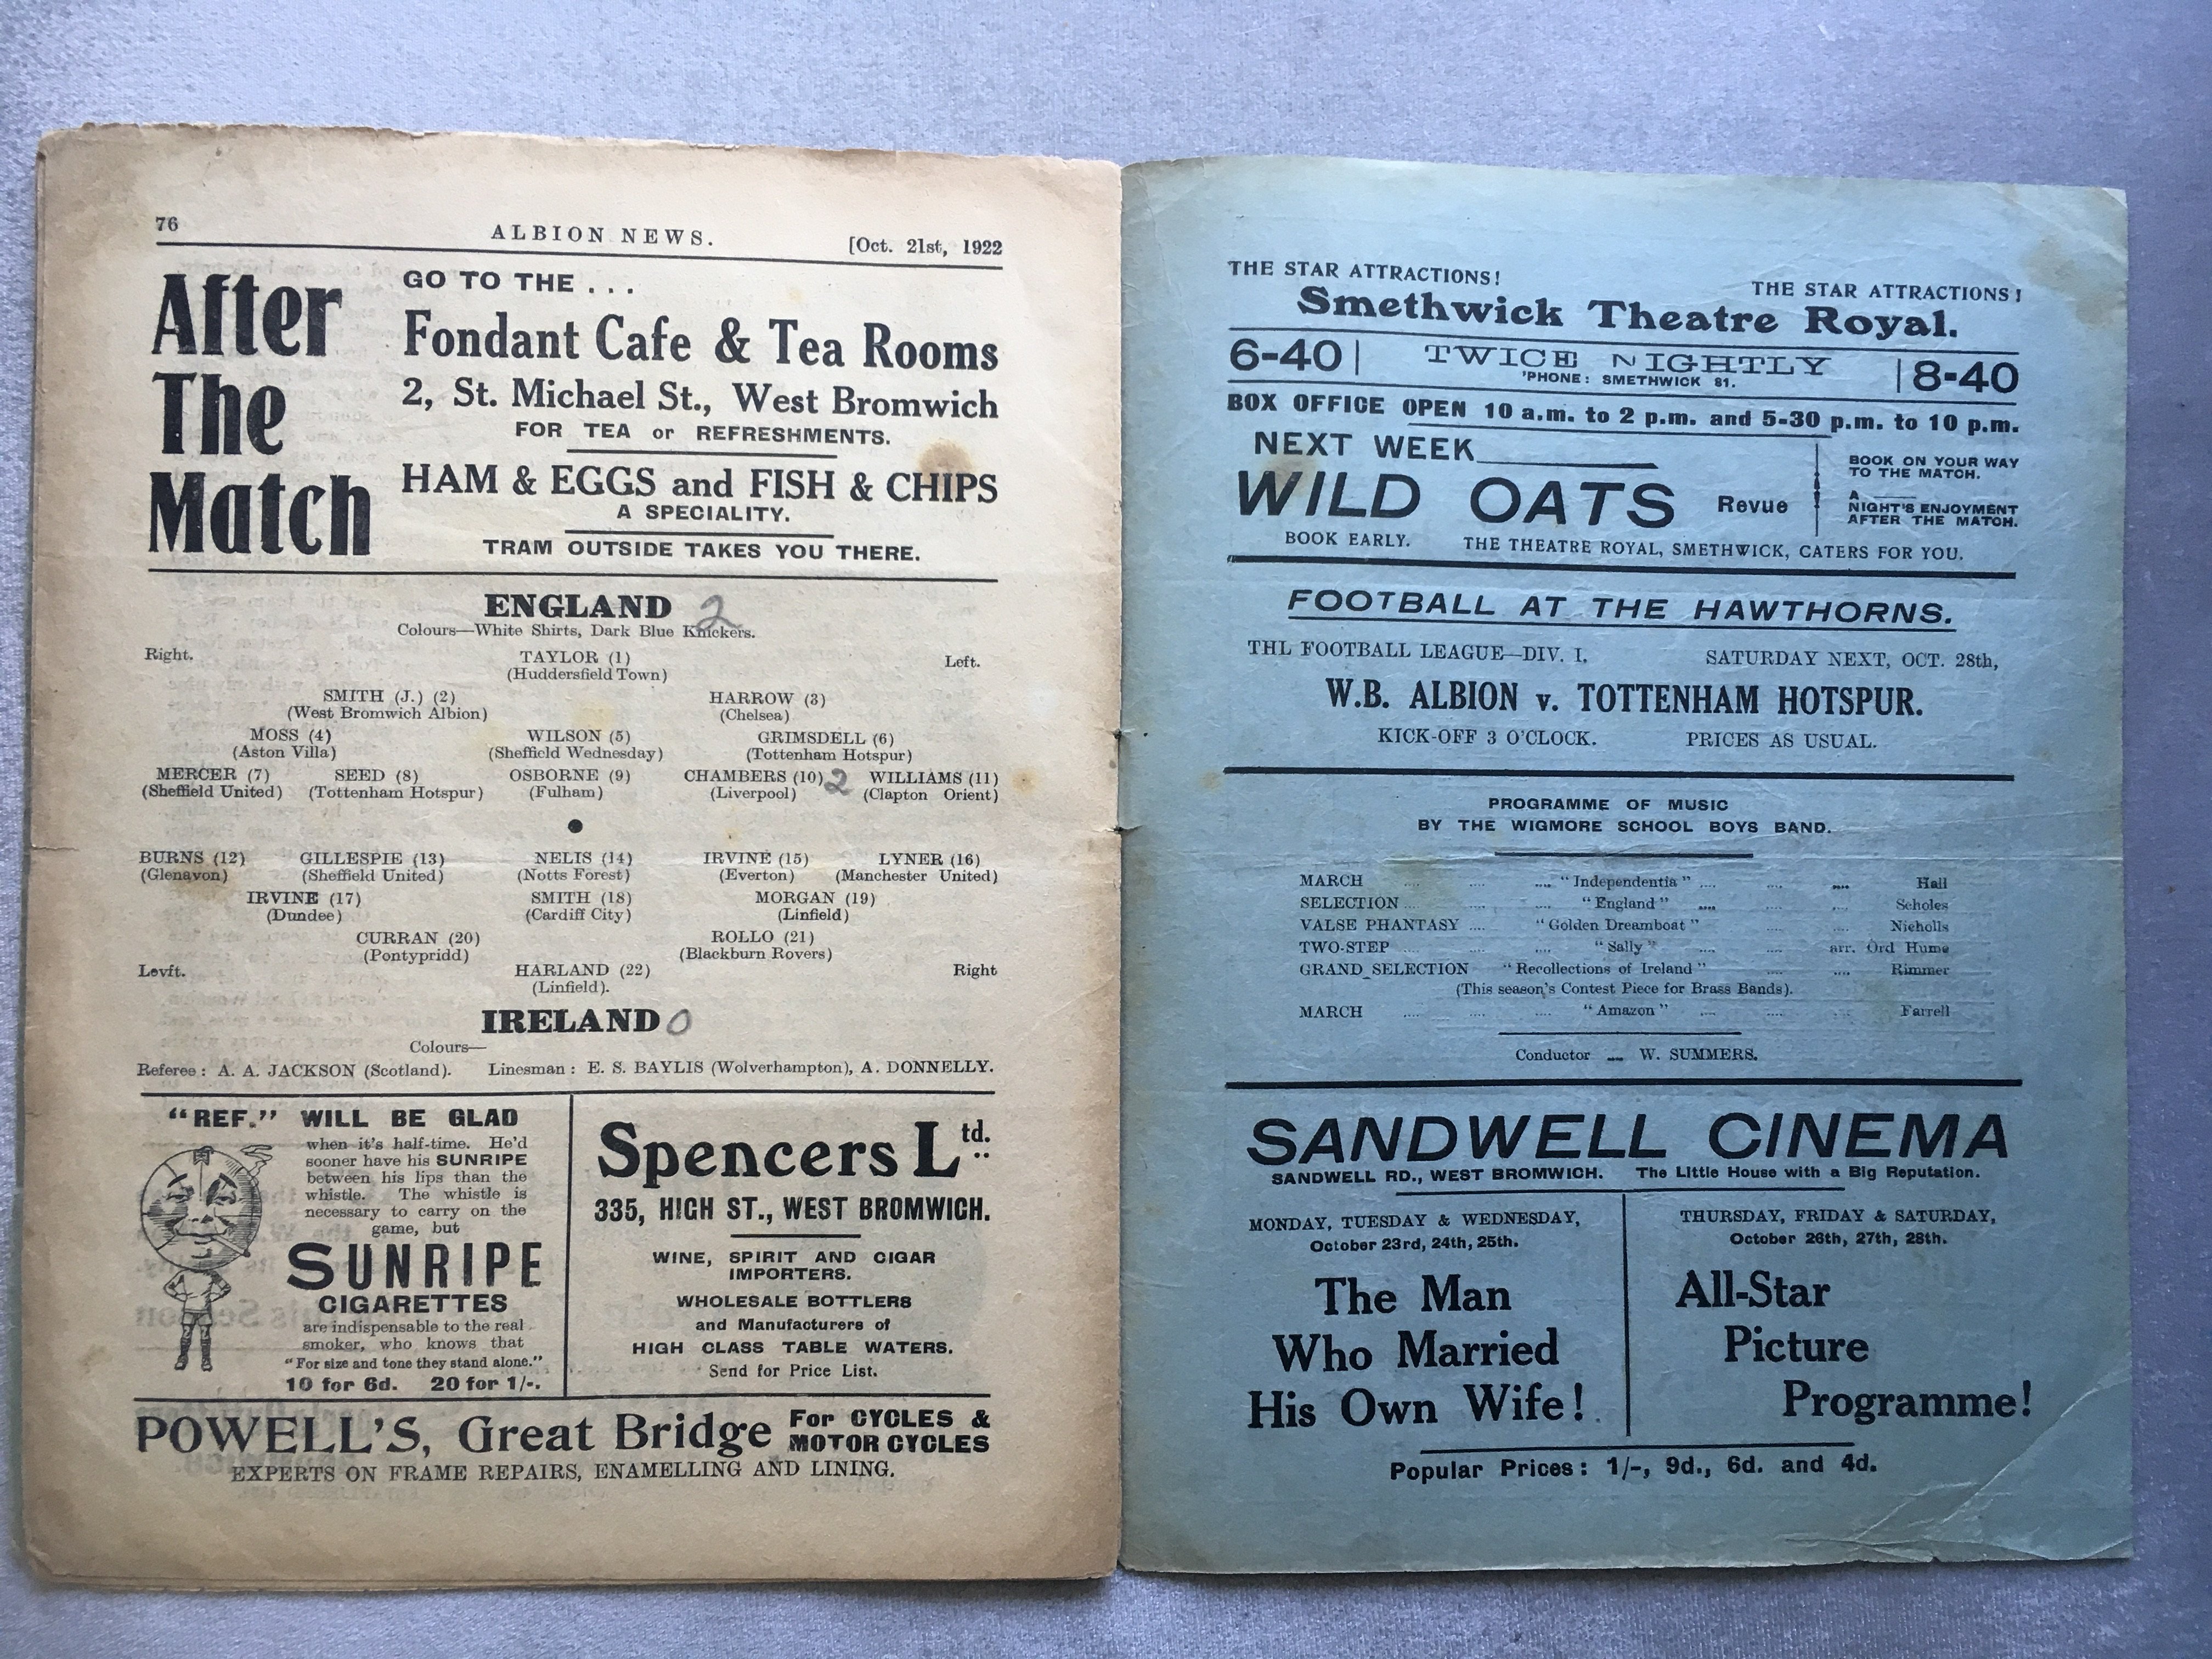 76
ALBION NEWS.
[Oct. 21st, 1922
After
The
Match
GO TO THE . . .
Fondant Cafe & Tea Rooms
2, St. Michael St., West Bromwich
FOR TEA or REFRESHMENTS.
HAM & EGGS and FISH & CHIPS
A SPECIALITY.
TRAM OUTSIDE TAKES YOU THERE.
ENGLAND 2
Colours—White Shirts, Dark Blue Knickers.
Right. TAYLOR (1) Left.
(Huddersfield Town)
SMITH (J.) (2) HARROW (3)
(West Bromwich Albion) (Chelsea)
MOSS (4) WILSON (5) GRIMSDELL (6)
(Aston Villa) (Sheffield Wednesday) (Tottenham Hotspur)
MERCER (7) SEED (8) OSBORNE (9) CHAMBERS (10) 2 WILLIAMS (11)
(Sheffield United) (Tottenham Hotspur) (Fulham) (Liverpool) (Clapton Orient)
BURNS (12) GILLESPIE (13) NELIS (14) IRVINE (15) LYNER (16)
(Glenavon) (Sheffield United) (Notts Forest) (Everton) (Manchester United)
IRVINE (17) SMITH (18) MORGAN (19)
(Dundee) (Cardiff City) (Linfield)
CURRAN (20) ROLLO (21)
(Pontypridd) (Blackburn Rovers)
Levft. HARLAND (22) Right
(Linfield).
IRELAND 0
Colours—
Referee : A. A. JACKSON (Scotland). Linesman : E. S. BAYLIS (Wolverhampton), A. DONNELLY.
"REF." WILL BE GLAD
when it's half-time. He'd
sooner have his SUNRIPE
between his lips than the
whistle. The whistle is
necessary to carry on the
game, but
SUNRIPE
CIGARETTES
are indispensable to the real
smoker, who knows that
"For size and tone they stand alone."
10 for 6d. 20 for 1/-.
Spencers Ltd.
335, HIGH ST., WEST BROMWICH.
WINE, SPIRIT AND CIGAR
IMPORTERS.
WHOLESALE BOTTLERS
and Manufacturers of
HIGH CLASS TABLE WATERS.
Send for Price List.
POWELL'S, Great Bridge For CYCLES &
MOTOR CYCLES
EXPERTS ON FRAME REPAIRS, ENAMELLING AND LINING.
THE STAR ATTRACTIONS!
THE STAR ATTRACTIONS!
Smethwick Theatre Royal.
6-40 TWICE NIGHTLY 8-40
'PHONE: SMETHWICK 81.
BOX OFFICE OPEN 10 a.m. to 2 p.m. and 5-30 p.m. to 10 p.m.
NEXT WEEK
WILD OATS Revue
BOOK ON YOUR WAY
TO THE MATCH.
A
NIGHT'S ENJOYMENT
AFTER THE MATCH.
BOOK EARLY. THE THEATRE ROYAL, SMETHWICK, CATERS FOR YOU.
FOOTBALL AT THE HAWTHORNS.
THL FOOTBALL LEAGUE—DIV. I. SATURDAY NEXT, OCT. 28th,
W.B. ALBION v. TOTTENHAM HOTSPUR.
KICK-OFF 3 O'CLOCK. PRICES AS USUAL.
PROGRAMME OF MUSIC
BY THE WIGMORE SCHOOL BOYS BAND.
MARCH .... .... .... "Independentia" .... .... .... Hall
SELECTION .... .... .... "England" .... .... .... Scholes
VALSE PHANTASY .... "Golden Dreamboat" .... .... Nicholls
TWO-STEP .... .... .... "Sally" .... .... arr. Ord Hume
GRAND SELECTION "Recollections of Ireland" .... .... Rimmer
(This season's Contest Piece for Brass Bands).
MARCH .... .... .... "Amazon" .... .... .... Farrell
Conductor .... W. SUMMERS.
SANDWELL CINEMA
SANDWELL RD., WEST BROMWICH. The Little House with a Big Reputation.
MONDAY, TUESDAY & WEDNESDAY,
October 23rd, 24th, 25th.
The Man
Who Married
His Own Wife!
THURSDAY, FRIDAY & SATURDAY,
October 26th, 27th, 28th.
All-Star
Picture
Programme!
Popular Prices: 1/-, 9d., 6d. and 4d.